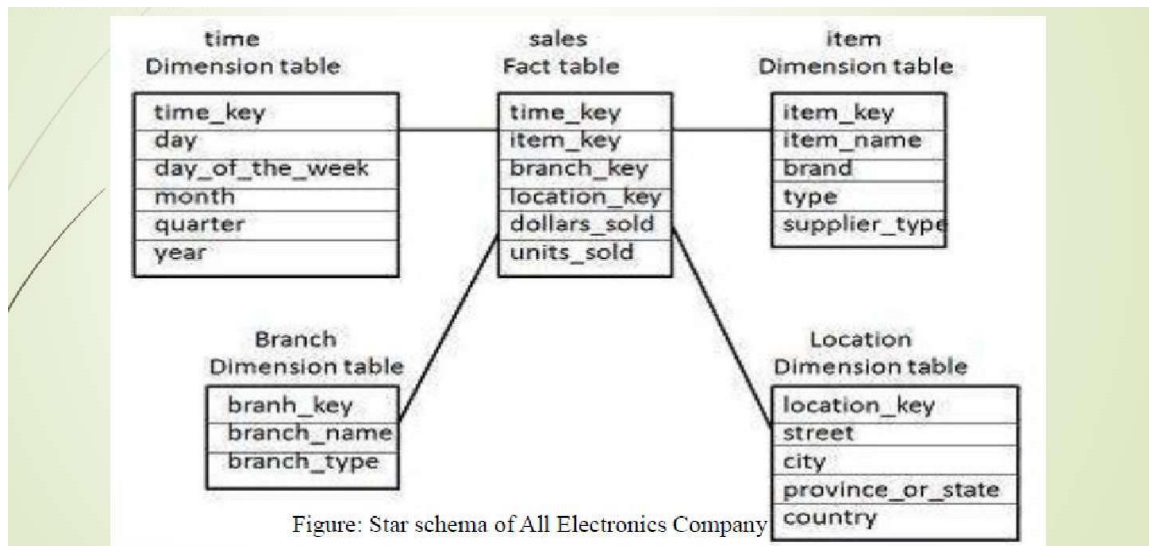 time
Dimension table
time_key
day
day_of_the_week
month
quarter
year
sales
Fact table
time_key
item_key
branch_key
location_key
dollars_sold
units_sold
item
Dimension table
item_key
item_name
brand
type
supplier_type
Branch
Dimension table
branh_key
branch_name
branch_type
Location
Dimension table
location_key
street
city
province_or_state
country
Figure: Star schema of All Electronics Company